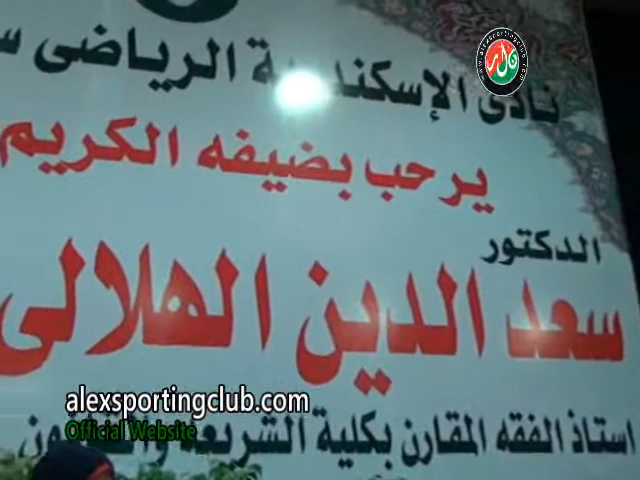 نادى الإسكندرية الرياضى
يرحب بضيفه الكريم
الدكتور
سعد الدين الهلالى
استاذ الفقه المقارن بكلية الشريعة والقانون
alexsportingclub.com
Official Website